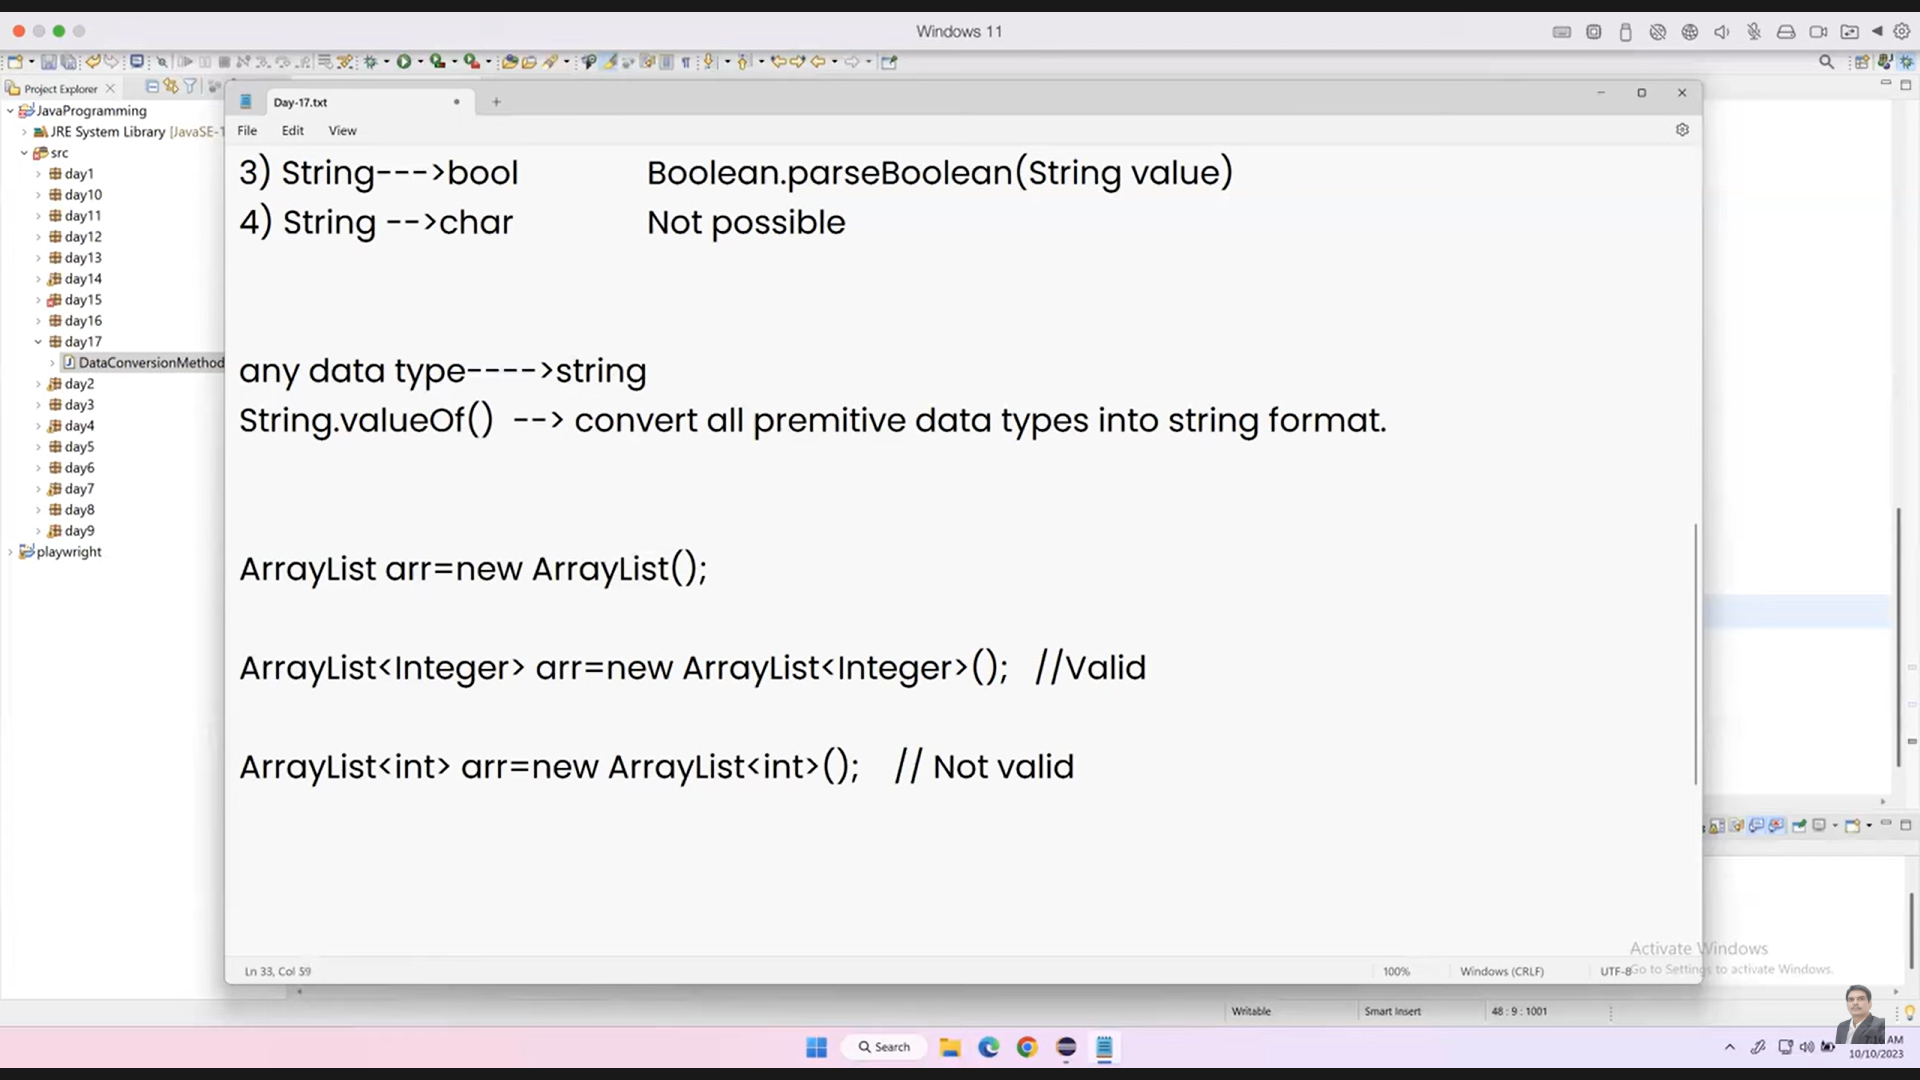 Windows 11
Project Explorer
JavaProgramming
JRE System Library [JavaSE-1
src
day1
day10
day11
day12
day13
day14
day15
day16
day17
DataConversionMethod
day2
day3
day4
day5
day6
day7
day8
day9
playwright
Day-17.txt
File Edit View
3) String--->bool Boolean.parseBoolean(String value)
4) String -->char Not possible
any data type---->string
String.valueOf() --> convert all premitive data types into string format.
ArrayList arr=new ArrayList();
ArrayList<Integer> arr=new ArrayList<Integer>(); //Valid
ArrayList<int> arr=new ArrayList<int>(); // Not valid
Ln 33, Col 59 100% Windows (CRLF) UTF-8
Activate Windows
Go to Settings to activate Windows.
Writable Smart Insert 48 : 9 : 1001
Search
AM
10/10/2023